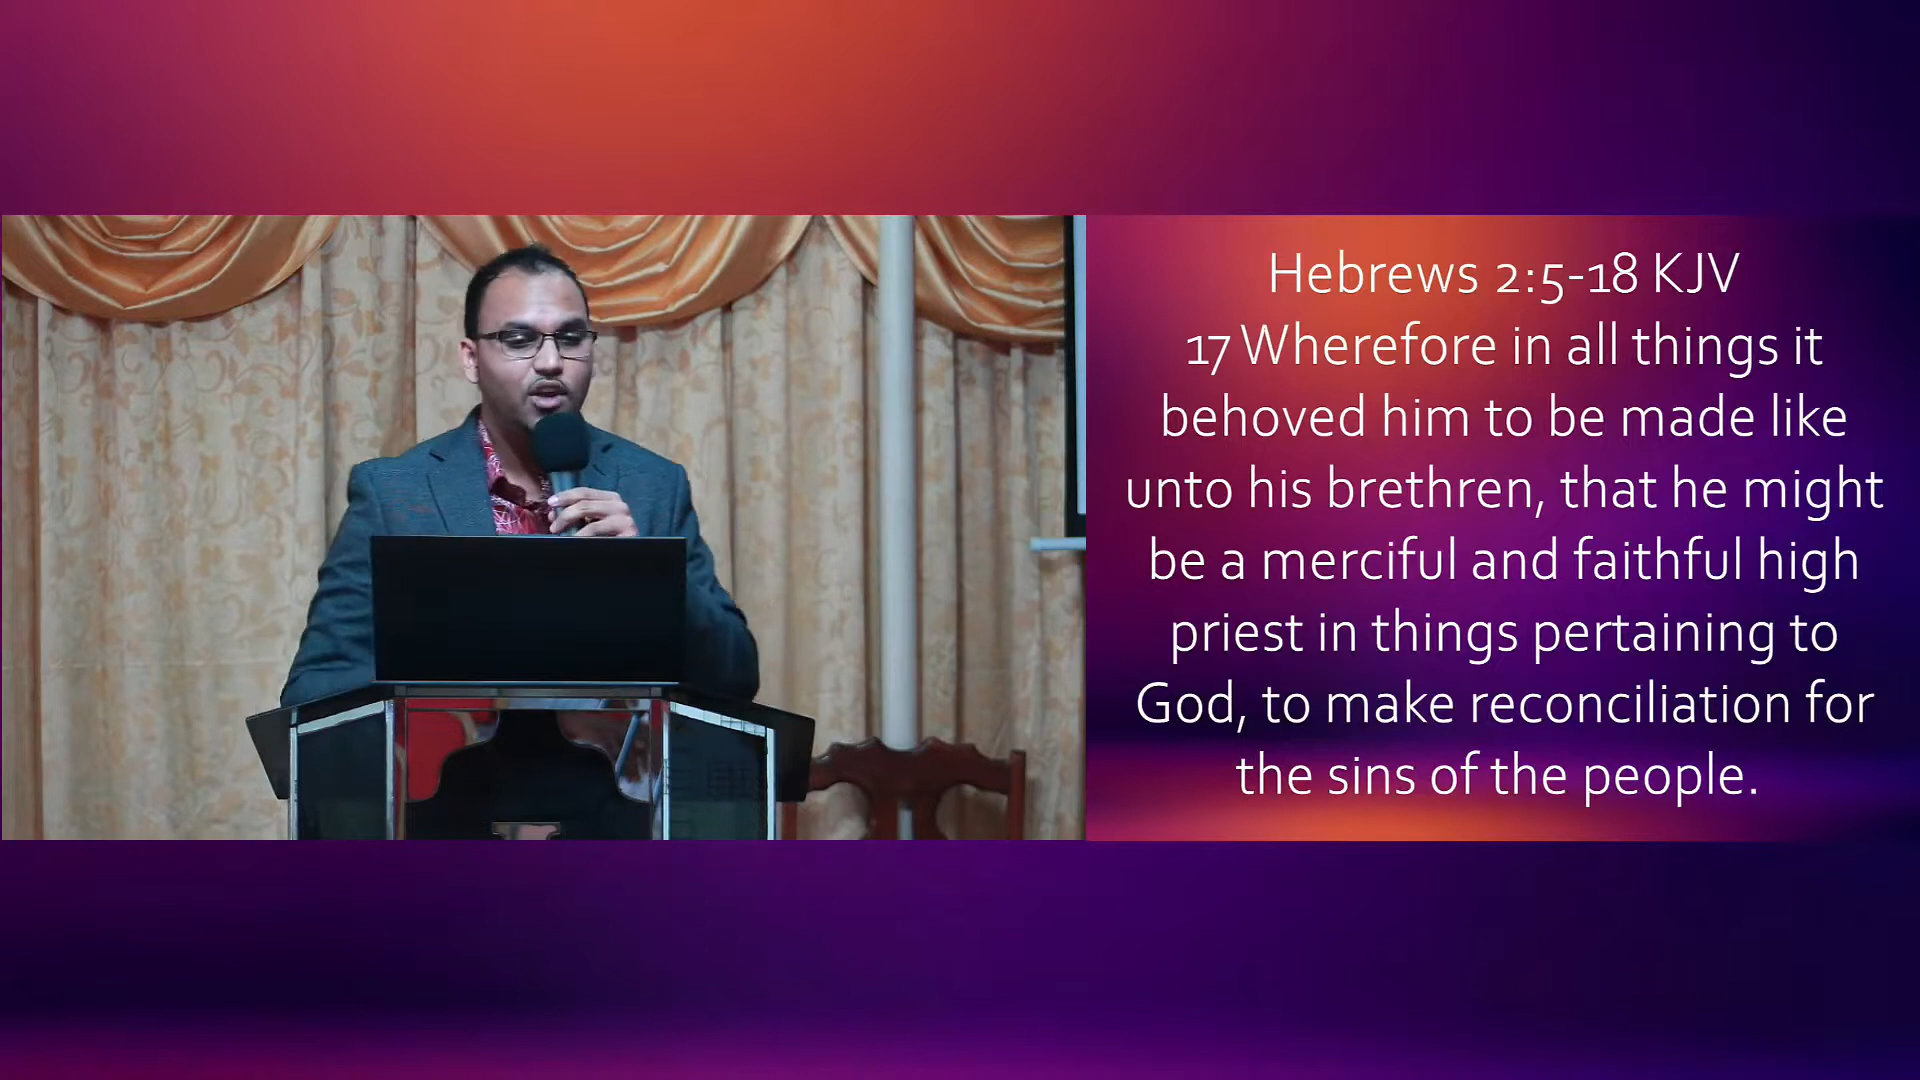 Hebrews 2:5-18 KJV
17 Wherefore in all things it
behoved him to be made like
unto his brethren, that he might
be a merciful and faithful high
priest in things pertaining to
God, to make reconciliation for
the sins of the people.